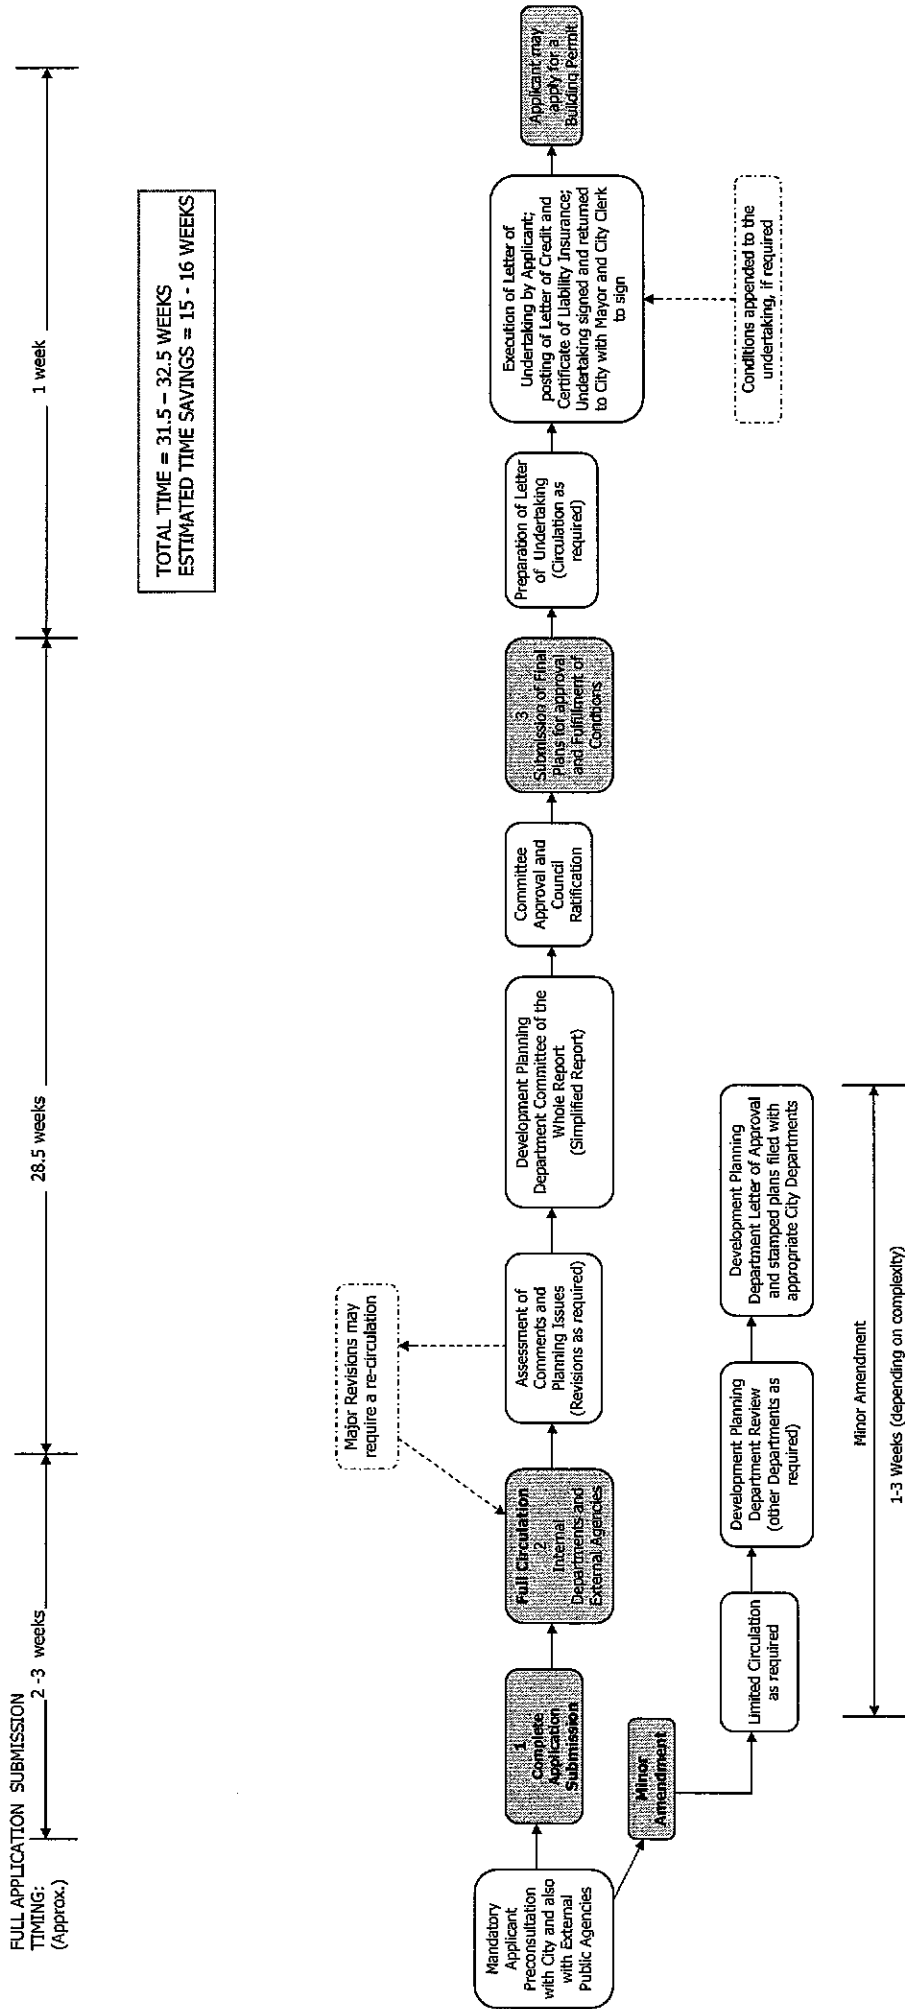 FULL APPLICATION SUBMISSION
TIMING:
(Approx.)
2 -3 weeks
28.5 weeks
1 week
TOTAL TIME = 31.5 – 32.5 WEEKS
ESTIMATED TIME SAVINGS = 15 - 16 WEEKS
Major Revisions may
require a re-circulation
Mandatory
Applicant
Preconsultation
with City and also
with External
Public Agencies
1
Complete
Application
Submission
Full Circulation
2
Internal
Departments and
External Agencies
Assessment of
Comments and
Planning Issues
(Revisions as required)
Development Planning
Department Committee of the
Whole Report
(Simplified Report)
Committee
Approval and
Council
Ratification
3
Submission of Final
Plans for approval
and Fulfillment of
Conditions
Preparation of Letter
of Undertaking
(Circulation as
required)
Execution of Letter of
Undertaking by Applicant;
posting of Letter of Credit and
Certificate of Liability Insurance;
Undertaking signed and returned
to City with Mayor and City Clerk
to sign
Applicant may
apply for a
Building Permit
Conditions appended to the
undertaking, if required
Minor
Amendment
Limited Circulation
as required
Development Planning
Department Review
(other Departments as
required)
Development Planning
Department Letter of Approval
and stamped plans filed with
appropriate City Departments
Minor Amendment
1-3 Weeks (depending on complexity)